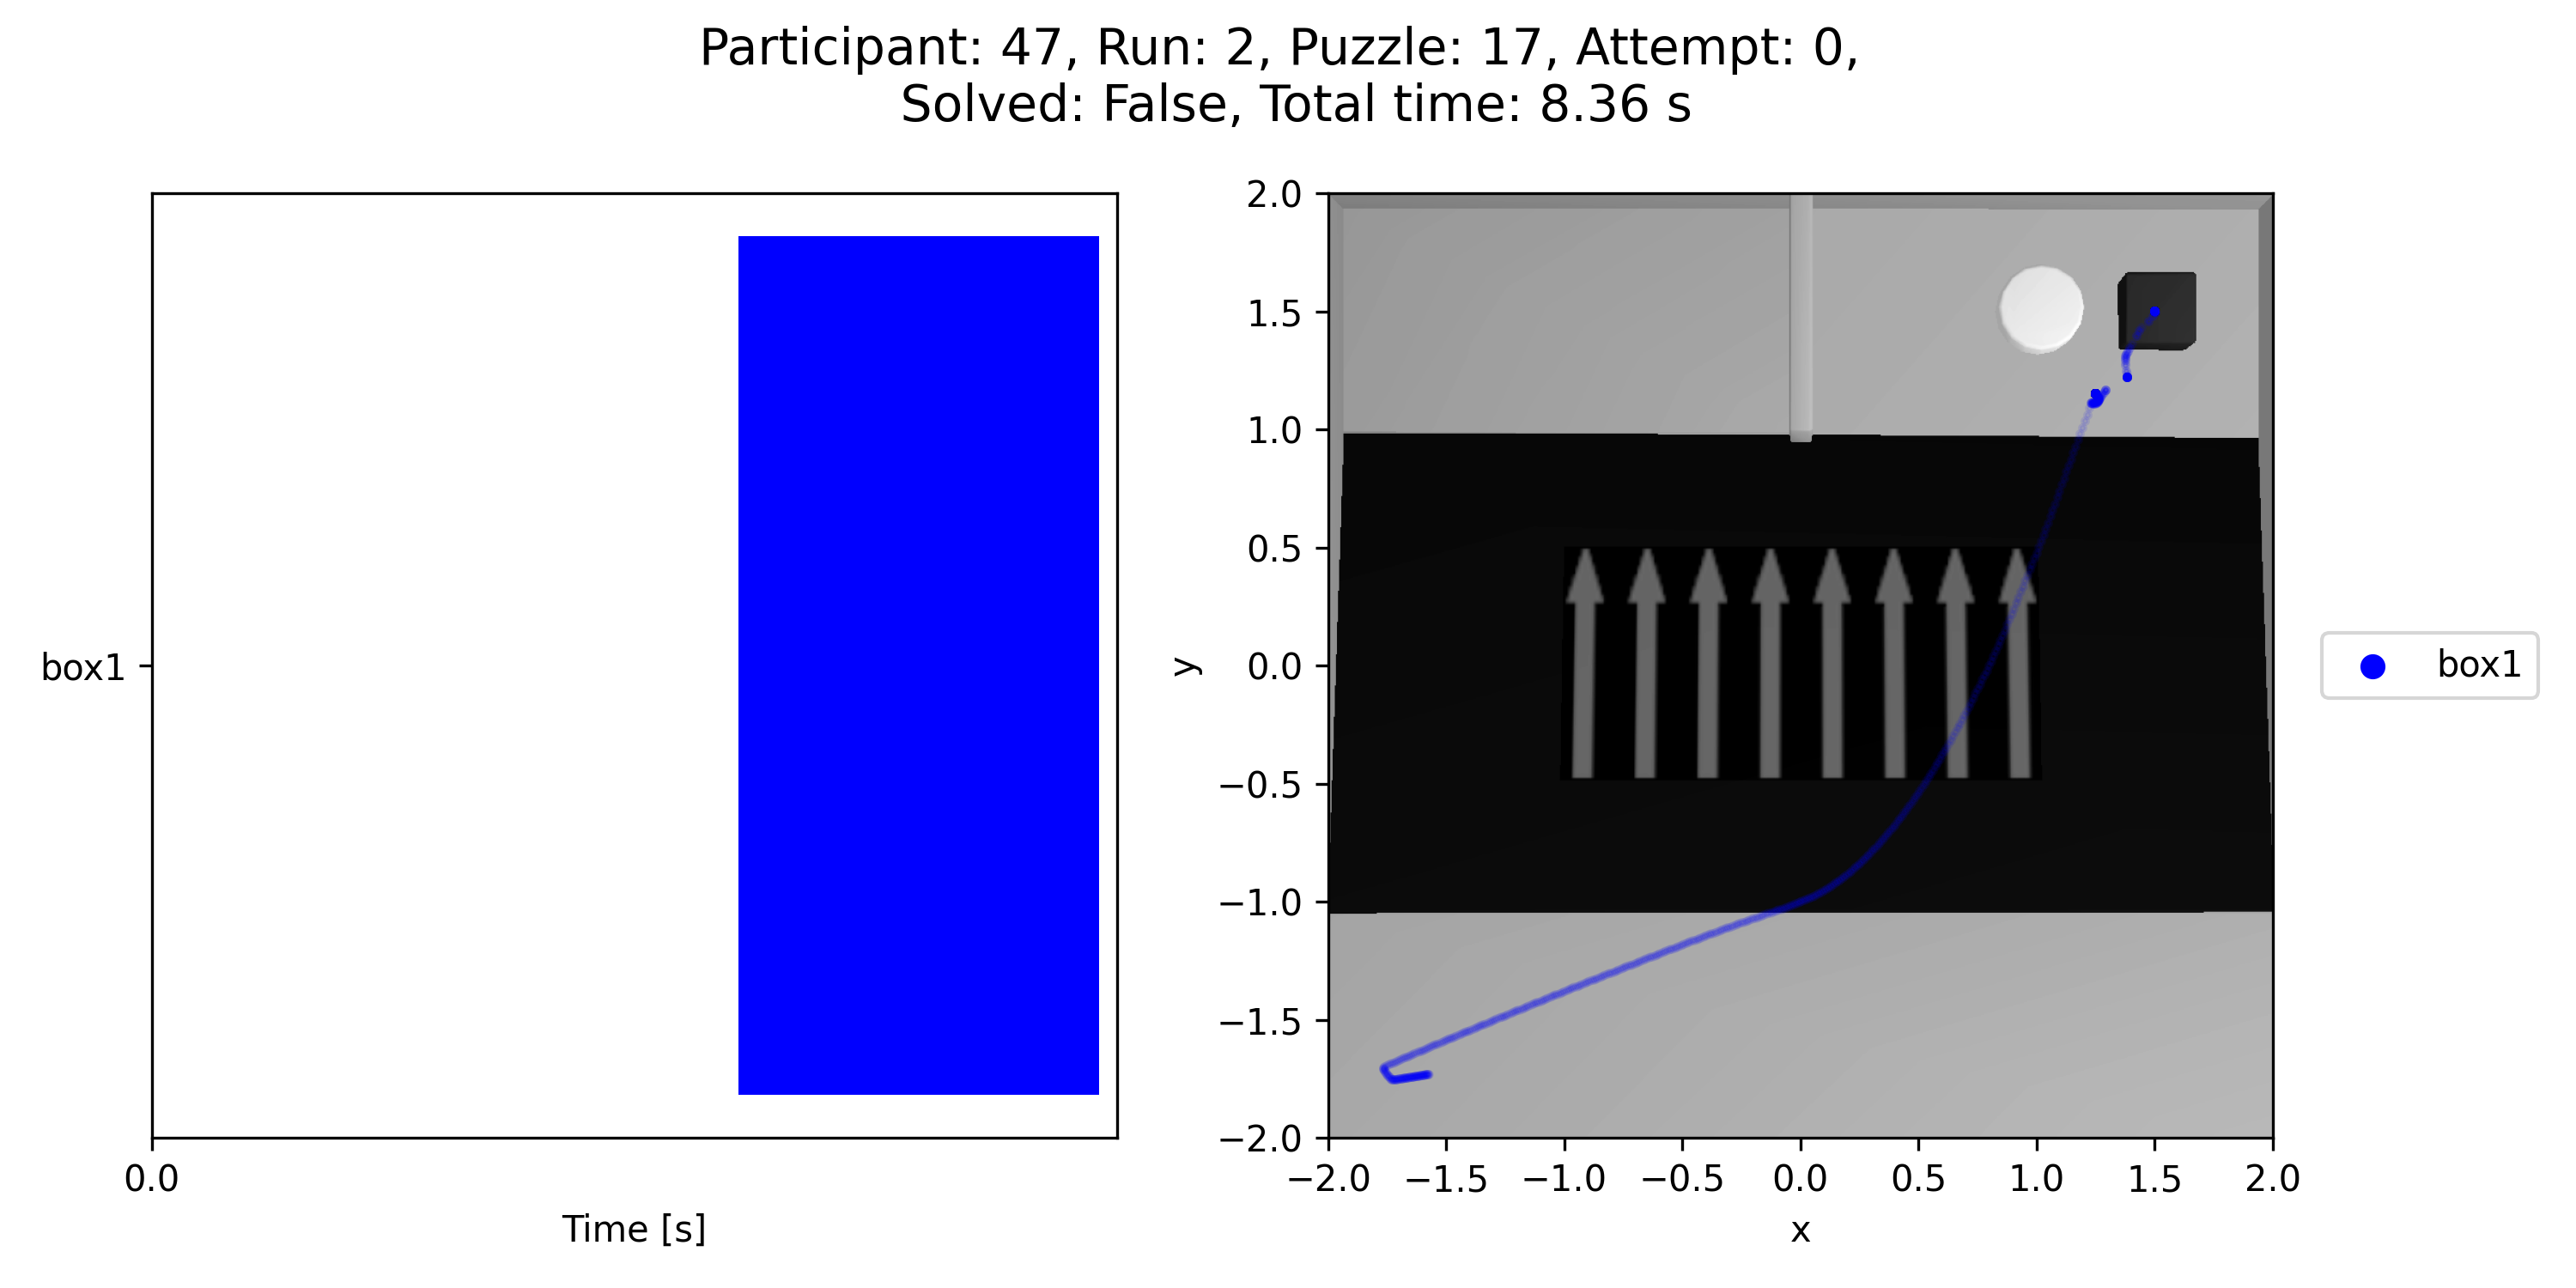 Participant: 47, Run: 2, Puzzle: 17, Attempt: 0,
Solved: False, Total time: 8.36 s
box1
0.0
Time [s]
2.0
1.5
1.0
0.5
0.0
−0.5
−1.0
−1.5
−2.0
y
−2.0 −1.5 −1.0 −0.5 0.0 0.5 1.0 1.5 2.0
x
box1